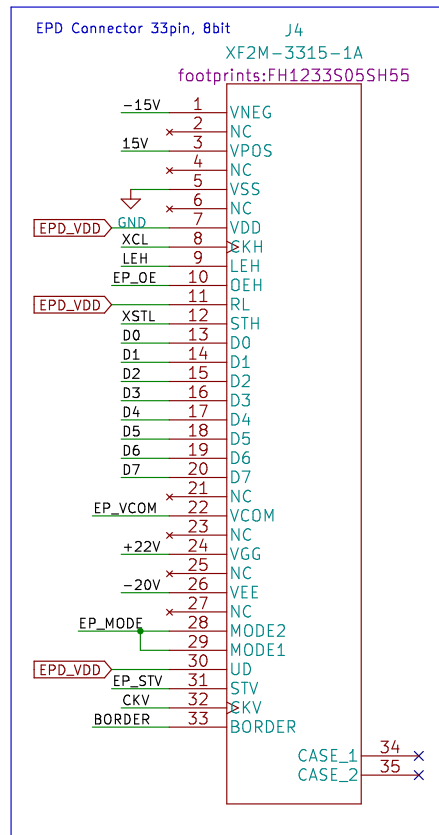 EPD Connector 33pin, 8bit
J4
XF2M-3315-1A
footprints:FH1233S05SH55
-15V 1 VNEG
2 NC
15V 3 VPOS
4 NC
5 VSS
6 NC
GND
EPD_VDD 7 VDD
XCL 8 CKH
LEH 9 LEH
EP_OE 10 OEH
EPD_VDD 11 RL
XSTL 12 STH
D0 13 D0
D1 14 D1
D2 15 D2
D3 16 D3
D4 17 D4
D5 18 D5
D6 19 D6
D7 20 D7
21 NC
EP_VCOM 22 VCOM
23 NC
+22V 24 VGG
25 NC
-20V 26 VEE
27 NC
EP_MODE 28 MODE2
29 MODE1
EPD_VDD 30 UD
EP_STV 31 STV
CKV 32 CKV
BORDER 33 BORDER
CASE_1 34
CASE_2 35